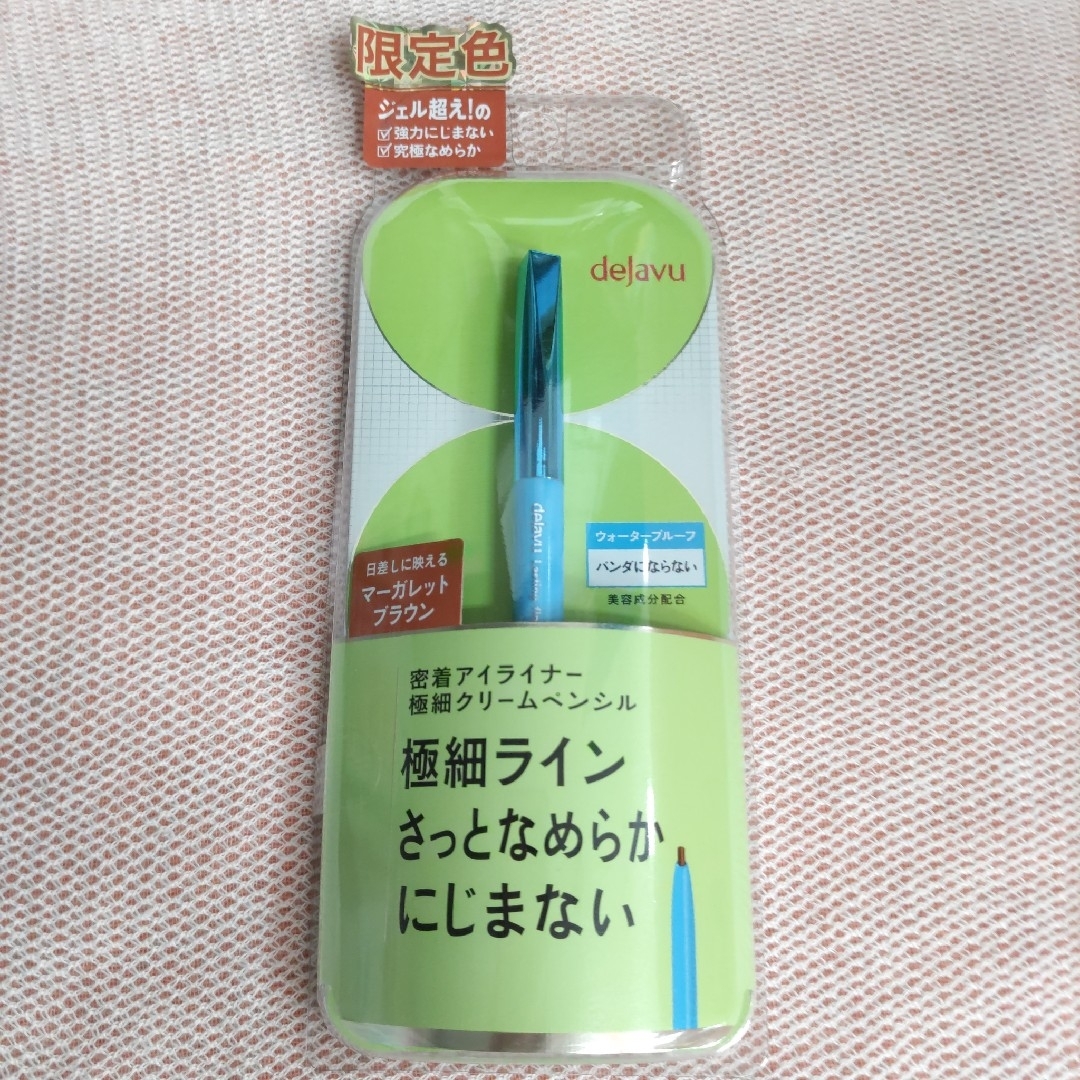 限定色
ジェル超え!の
強力にじまない
究極なめらか
dejavu
dejavu
ウォータープルーフ
パンダにならない
美容成分配合
日差しに映える
マーガレット
ブラウン
密着アイライナー
極細クリームペンシル
極細ライン
さっとなめらか
にじまない